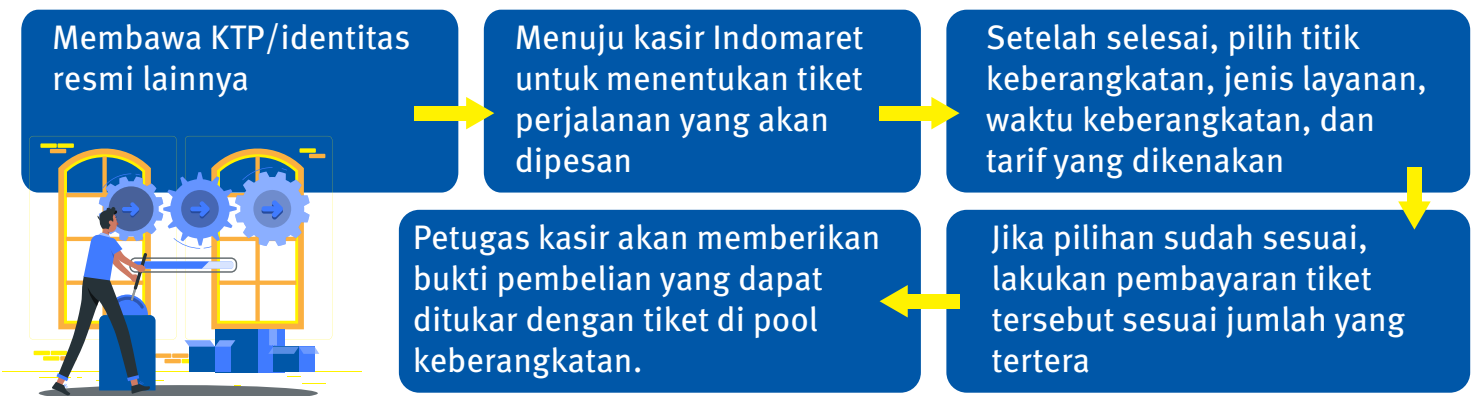 Membawa KTP/identitas
resmi lainnya
Menuju kasir Indomaret
untuk menentukan tiket
perjalanan yang akan
dipesan
Setelah selesai, pilih titik
keberangkatan, jenis layanan,
waktu keberangkatan, dan
tarif yang dikenakan
Jika pilihan sudah sesuai,
lakukan pembayaran tiket
tersebut sesuai jumlah yang
tertera
Petugas kasir akan memberikan
bukti pembelian yang dapat
ditukar dengan tiket di pool
keberangkatan.